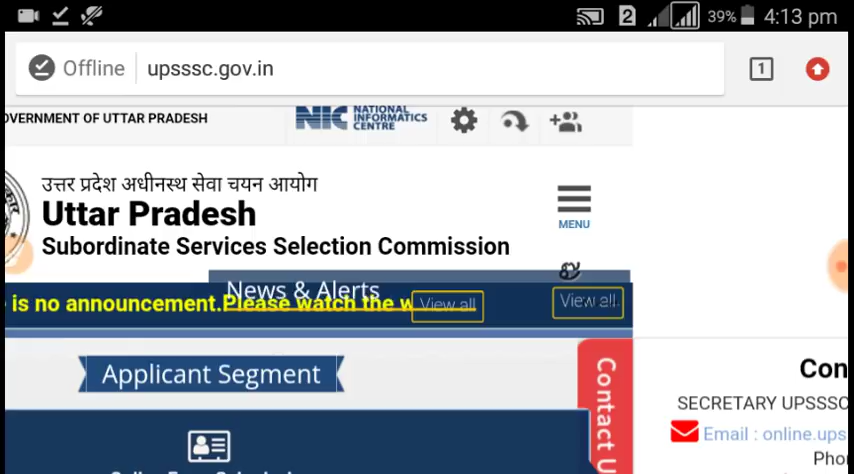 2 39% 4:13 pm
Offline upsssc.gov.in 1
OVERNMENT OF UTTAR PRADESH
NIC NATIONAL
INFORMATICS
CENTRE
उत्तर प्रदेश अधीनस्थ सेवा चयन आयोग
Uttar Pradesh
Subordinate Services Selection Commission
MENU
News & Alerts
is no announcement.Please watch the w
View all
View all
Applicant Segment
Contact U
Con
SECRETARY UPSSSC
Email : online.ups
Phon